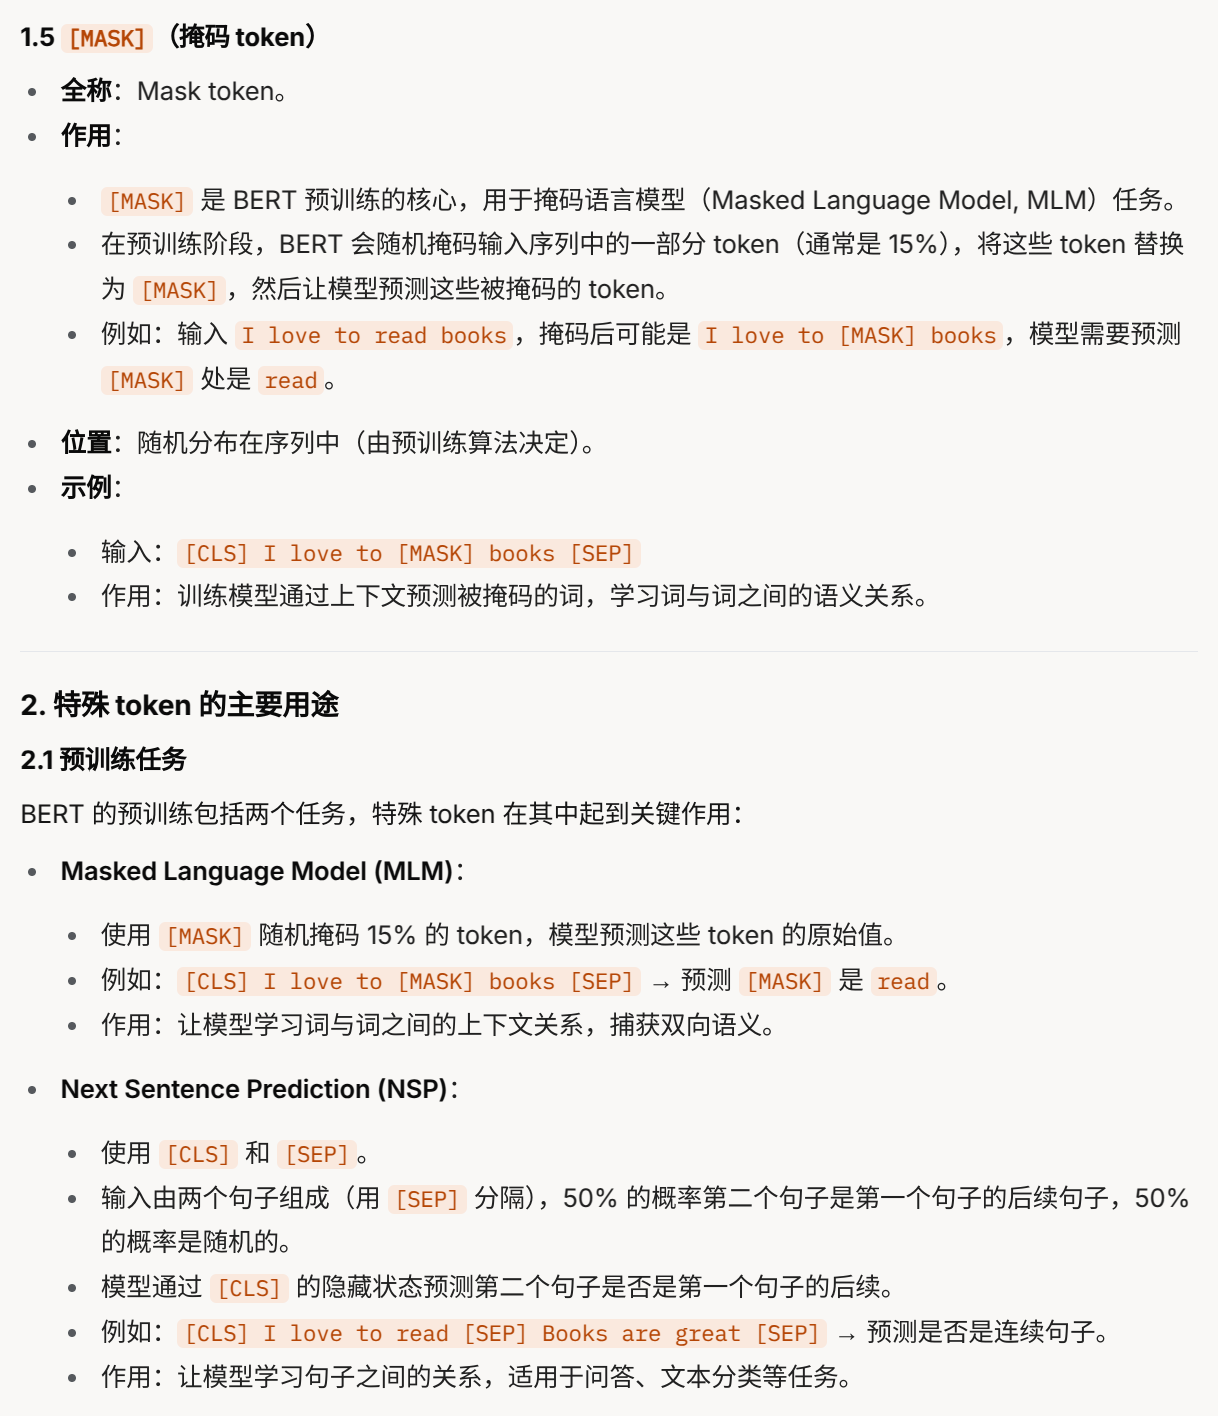 1.5 [MASK]（掩码 token）
全称：Mask token。
作用：
[MASK] 是 BERT 预训练的核心，用于掩码语言模型（Masked Language Model, MLM）任务。
在预训练阶段，BERT 会随机掩码输入序列中的一部分 token（通常是 15%），将这些 token 替换
为 [MASK]，然后让模型预测这些被掩码的 token。
例如：输入 I love to read books，掩码后可能是 I love to [MASK] books，模型需要预测
[MASK] 处是 read。
位置：随机分布在序列中（由预训练算法决定）。
示例：
输入：[CLS] I love to [MASK] books [SEP]
作用：训练模型通过上下文预测被掩码的词，学习词与词之间的语义关系。
2. 特殊 token 的主要用途
2.1 预训练任务
BERT 的预训练包括两个任务，特殊 token 在其中起到关键作用：
Masked Language Model (MLM)：
使用 [MASK] 随机掩码 15% 的 token，模型预测这些 token 的原始值。
例如：[CLS] I love to [MASK] books [SEP] → 预测 [MASK] 是 read。
作用：让模型学习词与词之间的上下文关系，捕获双向语义。
Next Sentence Prediction (NSP)：
使用 [CLS] 和 [SEP]。
输入由两个句子组成（用 [SEP] 分隔），50% 的概率第二个句子是第一个句子的后续句子，50%
的概率是随机的。
模型通过 [CLS] 的隐藏状态预测第二个句子是否是第一个句子的后续。
例如：[CLS] I love to read [SEP] Books are great [SEP] → 预测是否是连续句子。
作用：让模型学习句子之间的关系，适用于问答、文本分类等任务。